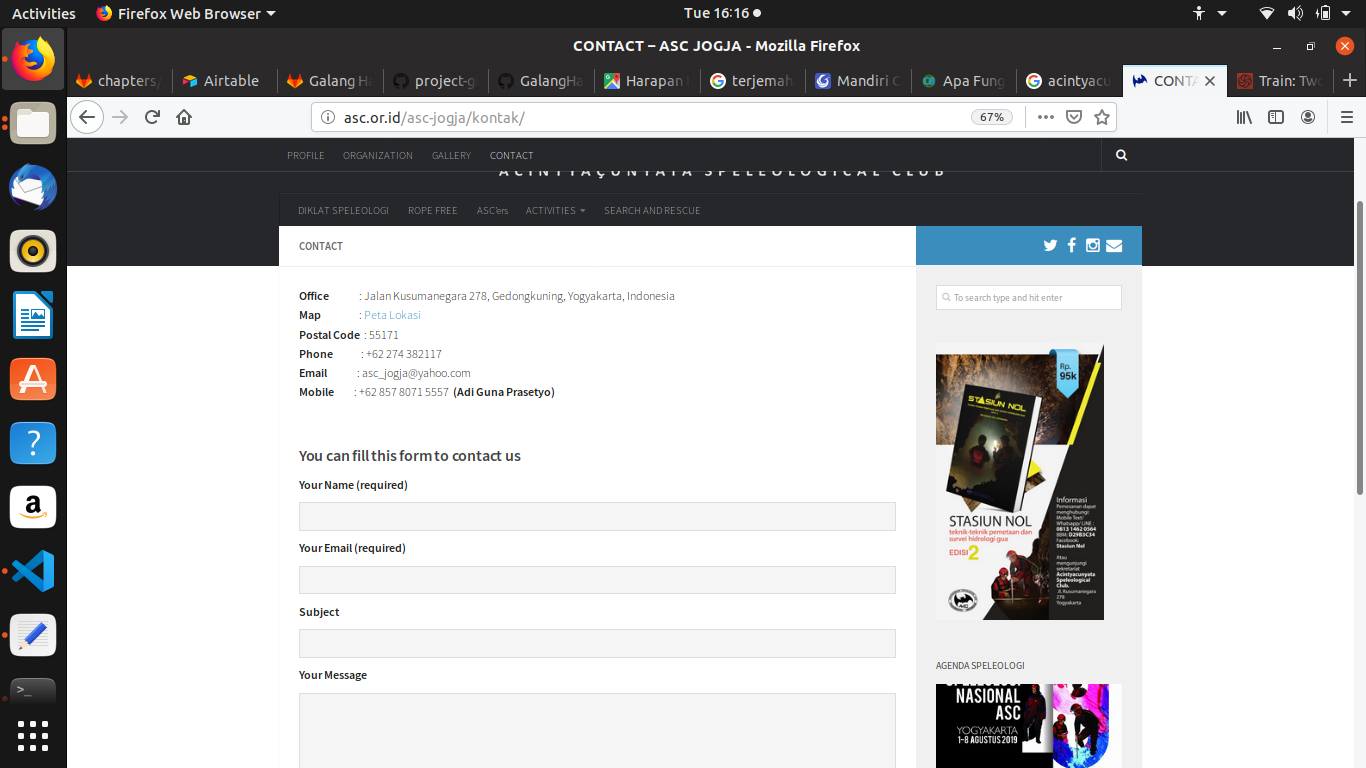 Activities
Firefox Web Browser
Tue 16:16
CONTACT – ASC JOGJA - Mozilla Firefox
chapters/
Airtable
Galang Ha
project-g
GalangHa
Harapan
terjemah
Mandiri C
Apa Fung
acintyacu
CONTA
Train: Two
asc.or.id/asc-jogja/kontak/
67%
PROFILE
ORGANIZATION
GALLERY
CONTACT
ACINTYACUNYATA SPELEOLOGICAL CLUB
DIKLAT SPELEOLOGI
ROPE FREE
ASC'ers
ACTIVITIES
SEARCH AND RESCUE
CONTACT
Office : Jalan Kusumanegara 278, Gedongkuning, Yogyakarta, Indonesia
Map : Peta Lokasi
Postal Code : 55171
Phone : +62 274 382117
Email : asc_jogja@yahoo.com
Mobile : +62 857 8071 5557 (Adi Guna Prasetyo)
You can fill this form to contact us
Your Name (required)
Your Email (required)
Subject
Your Message
To search type and hit enter
Rp.
95k
STASIUN NOL
STASIUN NOL
teknik-teknik pemetaan dan
survei hidrologi gua
EDISI 2
Informasi
Pemesanan dapat
menghubungi:
Mobile Text/
Whatsapp/ LINE :
0813 1462 0564
BBM: D29B5C34
Facebook:
Stasiun Nol
Atau
mengunjungi
sekretariat
Acintyacunyata
Speleological
Club.
Jl. Kusumanegara
278
Yogyakarta
AGENDA SPELEOLOGI
SPELEOLOGI
NASIONAL
ASC
YOGYAKARTA
1-8 AGUSTUS 2019